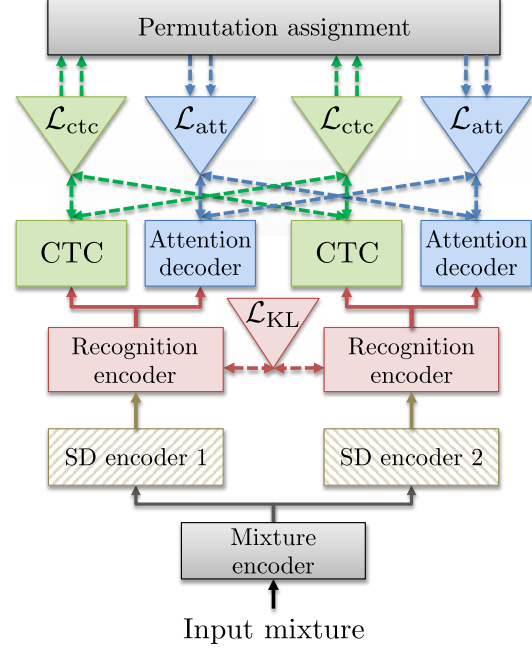 Permutation assignment
ℒctc
ℒatt
ℒctc
ℒatt
CTC
Attention
decoder
CTC
Attention
decoder
ℒKL
Recognition
encoder
Recognition
encoder
SD encoder 1
SD encoder 2
Mixture
encoder
Input mixture